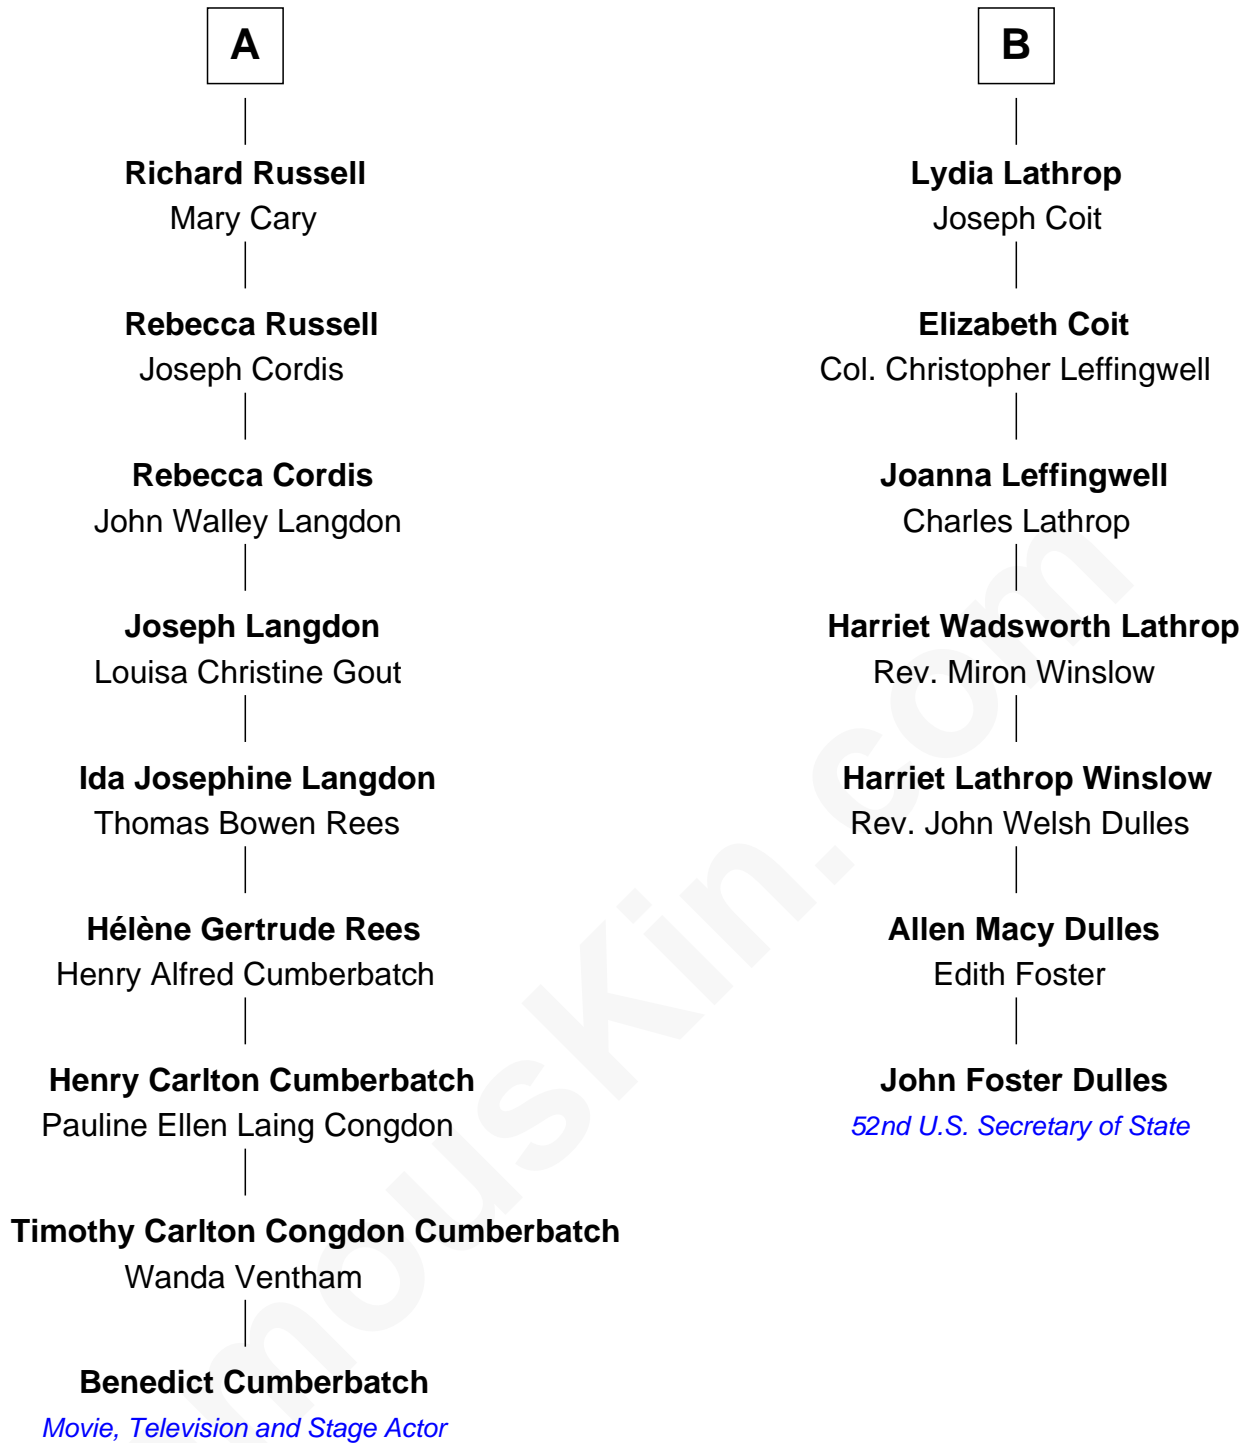 A
Richard Russell
Mary Cary
Rebecca Russell
Joseph Cordis
Rebecca Cordis
John Walley Langdon
Joseph Langdon
Louisa Christine Gout
Ida Josephine Langdon
Thomas Bowen Rees
Hélène Gertrude Rees
Henry Alfred Cumberbatch
Henry Carlton Cumberbatch
Pauline Ellen Laing Congdon
Timothy Carlton Congdon Cumberbatch
Wanda Ventham
Benedict Cumberbatch
Movie, Television and Stage Actor
B
Lydia Lathrop
Joseph Coit
Elizabeth Coit
Col. Christopher Leffingwell
Joanna Leffingwell
Charles Lathrop
Harriet Wadsworth Lathrop
Rev. Miron Winslow
Harriet Lathrop Winslow
Rev. John Welsh Dulles
Allen Macy Dulles
Edith Foster
John Foster Dulles
52nd U.S. Secretary of State
mousKin.com